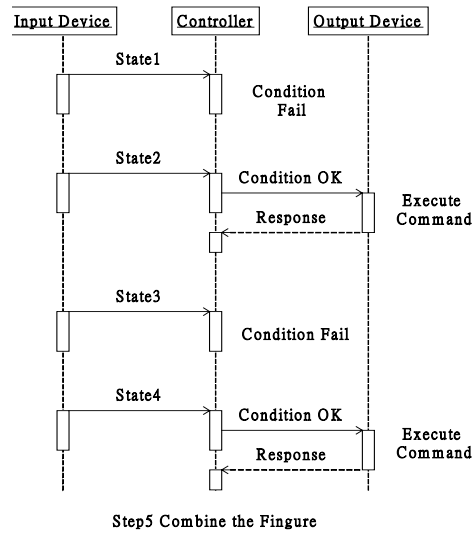 Input Device Controller Output Device
State1
Condition
Fail
State2
Condition OK
Execute
Command
Response
State3
Condition Fail
State4
Condition OK
Execute
Command
Response
Step5 Combine the Fingure